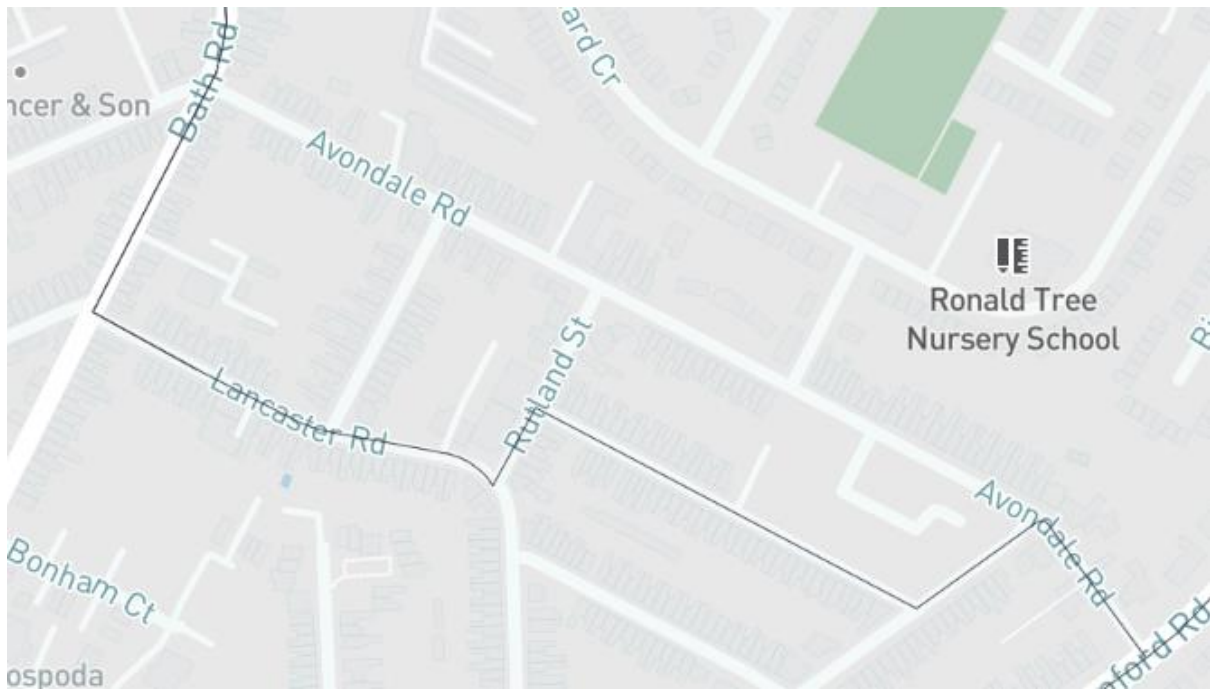 ard Cr
Bath Rd
ncer & Son
Avondale Rd
Ronald Tree
Nursery School
Rutland St
Lancaster Rd
Avondale Rd
Bonham Ct
ford Rd
ospoda